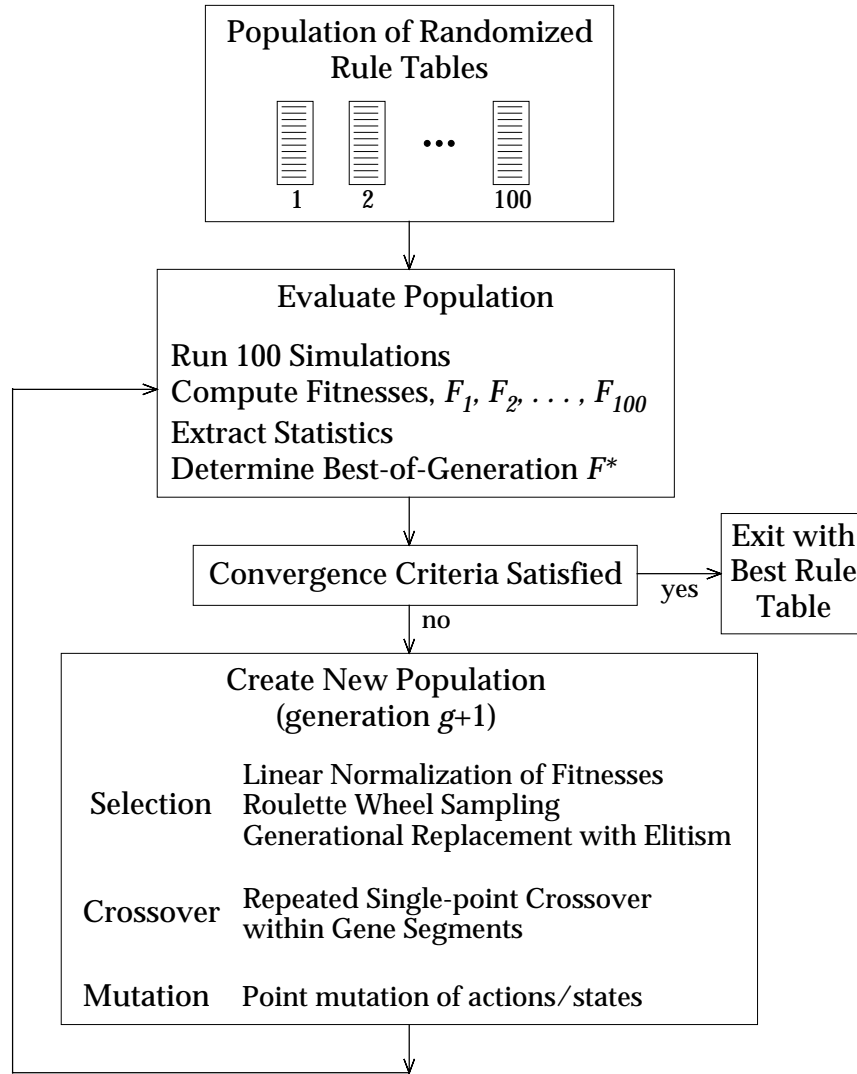 Population of Randomized
Rule Tables
...
1 2 100
Evaluate Population
Run 100 Simulations
Compute Fitnesses, F1, F2, . . . , F100
Extract Statistics
Determine Best-of-Generation F*
Convergence Criteria Satisfied
yes
Exit with
Best Rule
Table
no
Create New Population
(generation g+1)
Selection
Linear Normalization of Fitnesses
Roulette Wheel Sampling
Generational Replacement with Elitism
Crossover
Repeated Single-point Crossover
within Gene Segments
Mutation
Point mutation of actions/states